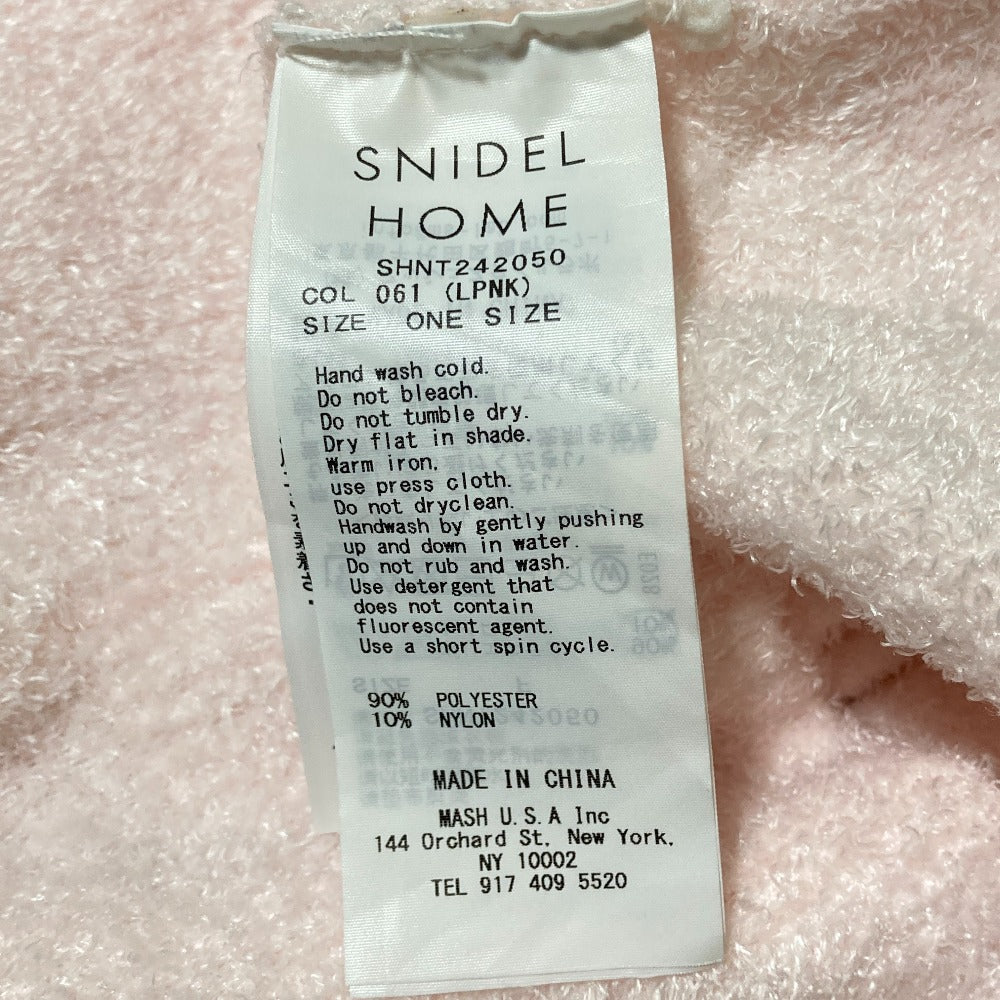 SNIDEL
HOME
SHNT242050
COL 061 (LPNK)
SIZE ONE SIZE
Hand wash cold.
Do not bleach.
Do not tumble dry.
Dry flat in shade.
Warm iron.
use press cloth.
Do not dryclean.
Handwash by gently pushing
up and down in water.
Do not rub and wash.
Use detergent that
does not contain
fluorescent agent.
Use a short spin cycle.
90% POLYESTER
10% NYLON
MADE IN CHINA
MASH U.S.A Inc
144 Orchard St, New York,
NY 10002
TEL 917 409 5520